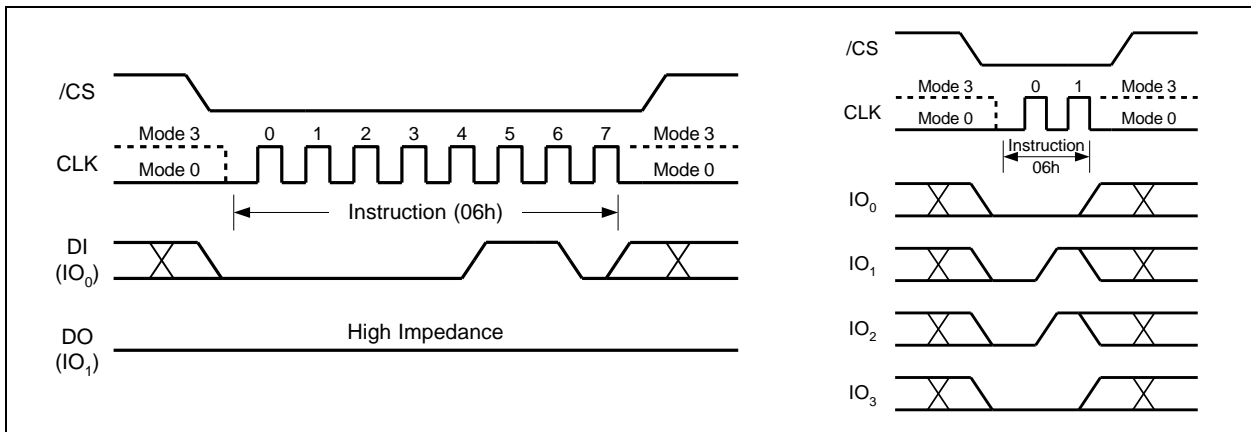 /CS
Mode 3
0 1 2 3 4 5 6 7
Mode 3
CLK
Mode 0
Mode 0
Instruction (06h)
DI
(IO0)
DO
(IO1)
High Impedance
/CS
Mode 3
0 1
Mode 3
CLK
Mode 0
Mode 0
Instruction
06h
IO0
IO1
IO2
IO3